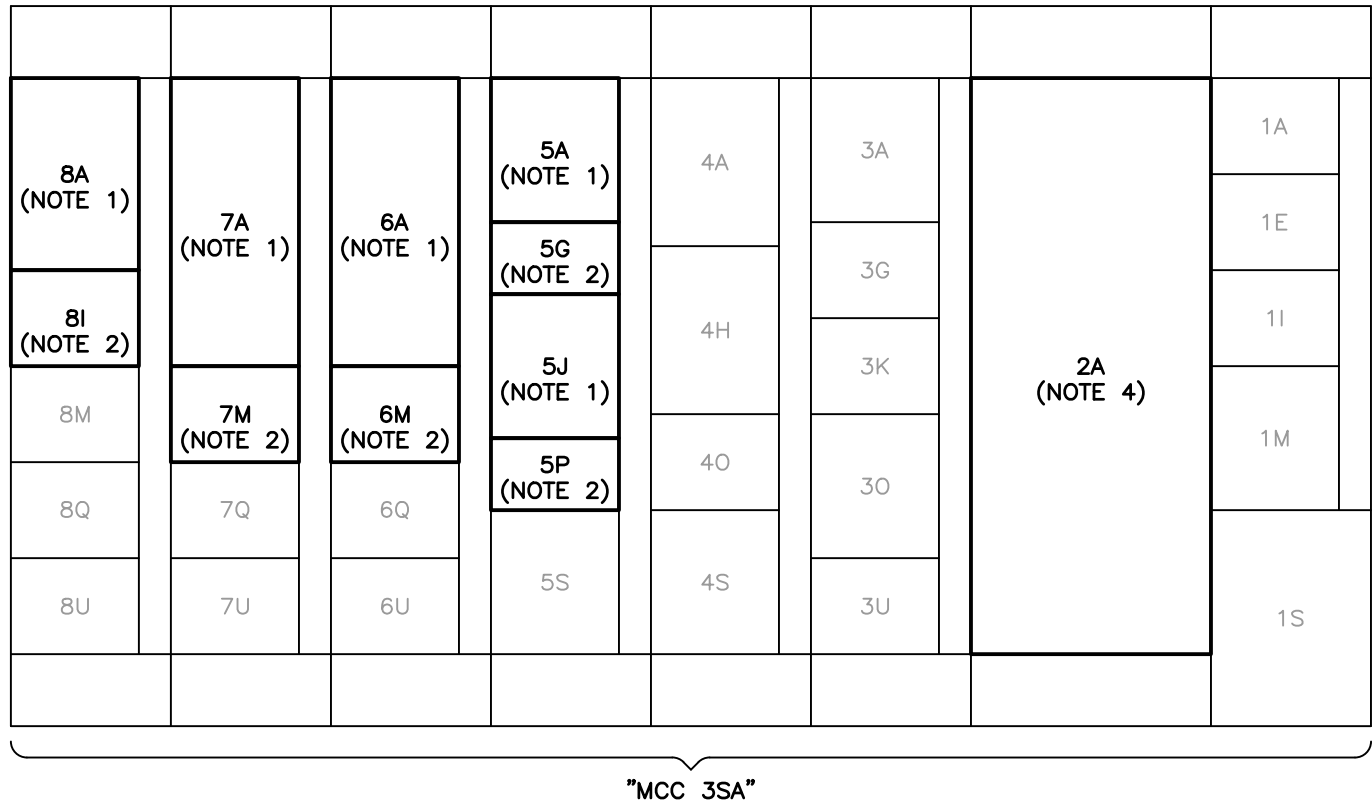 8A
(NOTE 1)
8I
(NOTE 2)
8M
8Q
8U
7A
(NOTE 1)
7M
(NOTE 2)
7Q
7U
6A
(NOTE 1)
6M
(NOTE 2)
6Q
6U
5A
(NOTE 1)
5G
(NOTE 2)
5J
(NOTE 1)
5P
(NOTE 2)
5S
4A
4H
4O
4S
3A
3G
3K
3O
3U
2A
(NOTE 4)
1A
1E
1I
1M
1S
"MCC 3SA"